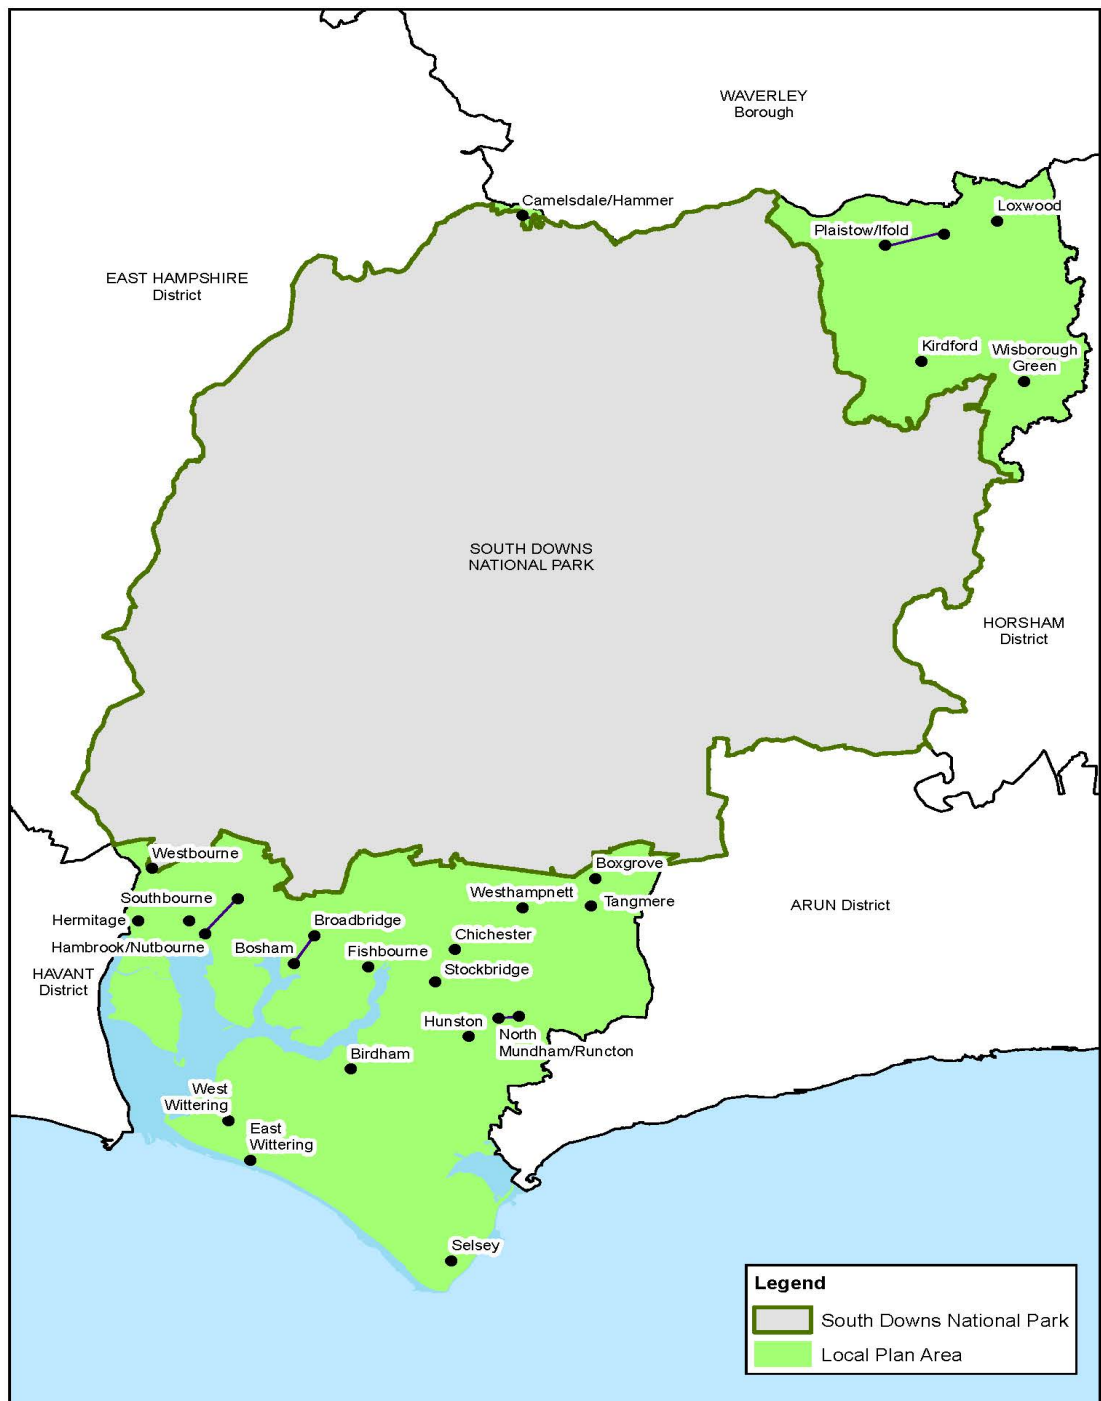 WAVERLEY
Borough
Camelsdale/Hammer
Loxwood
Plaistow/Ifold
EAST HAMPSHIRE
District
Kirdford
Wisborough
Green
SOUTH DOWNS
NATIONAL PARK
HORSHAM
District
Westbourne
Boxgrove
Westhampnett
Southbourne
Tangmere
ARUN District
Hermitage
Broadbridge
Hambrook/Nutbourne
Bosham
Chichester
Fishbourne
Stockbridge
HAVANT
District
Hunston
North
Mundham/Runcton
Birdham
West
Wittering
East
Wittering
Selsey
Legend
South Downs National Park
Local Plan Area